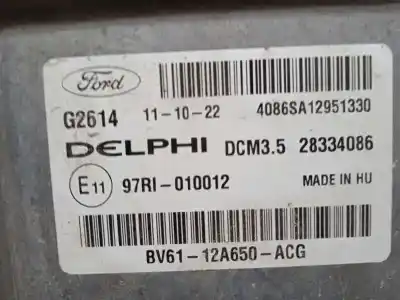 Ford
G2614 11-10-22 4086SA12951330
DELPHI DCM3.5 28334086
E11 97RI-010012 MADE IN HU
BV61-12A650-ACG